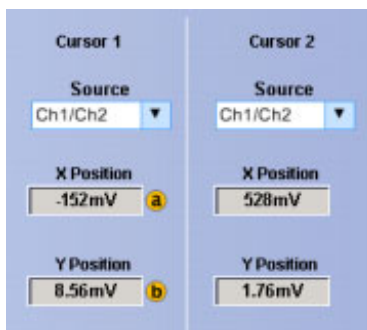 Cursor 1 Cursor 2
Source Source
Ch1/Ch2 Ch1/Ch2
X Position X Position
-152mV a 528mV
Y Position Y Position
8.56mV b 1.76mV